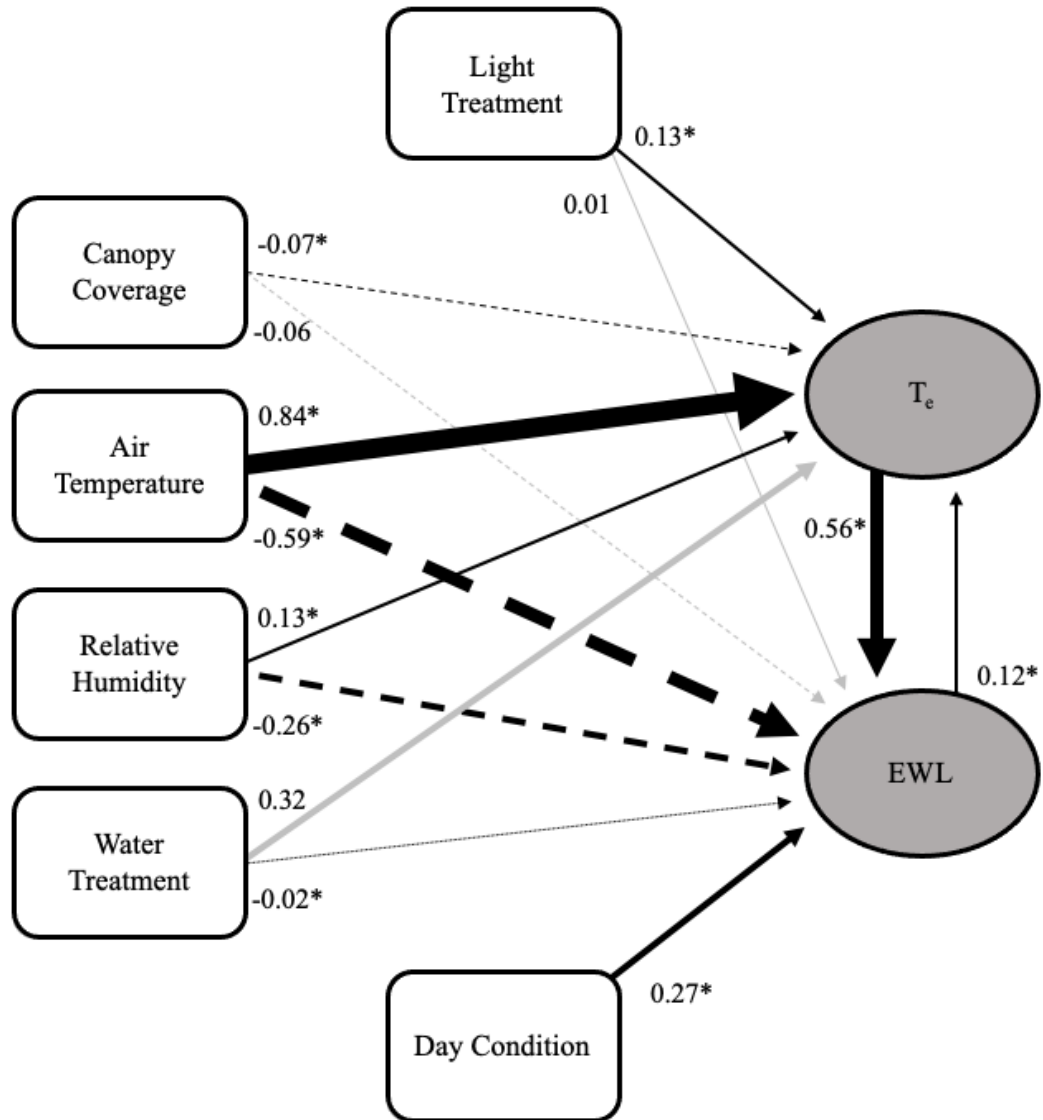 Light
Treatment
0.13*
0.01
Canopy
Coverage
-0.07*
-0.06
Air
Temperature
0.84*
-0.59*
Relative
Humidity
0.13*
-0.26*
Water
Treatment
0.32
-0.02*
Day Condition
0.27*
Te
0.56*
0.12*
EWL